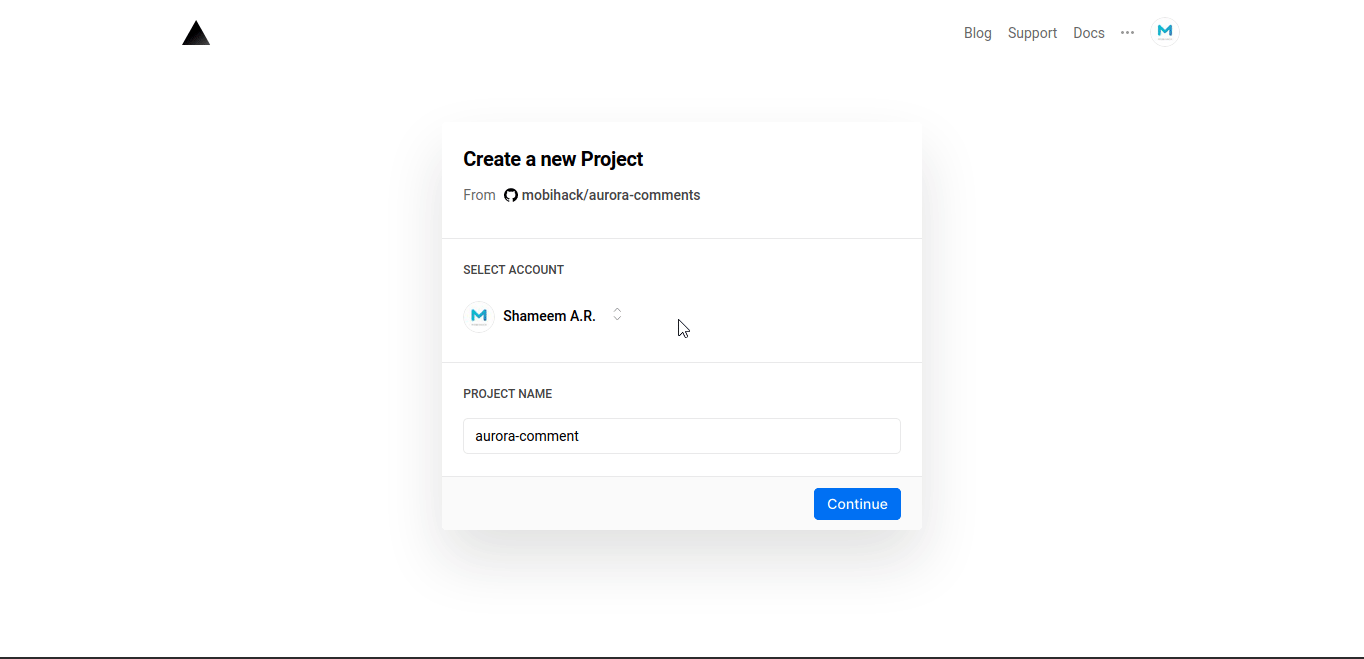 Blog Support Docs ···
Create a new Project
From mobihack/aurora-comments
SELECT ACCOUNT
Shameem A.R.
PROJECT NAME
aurora-comment
Continue